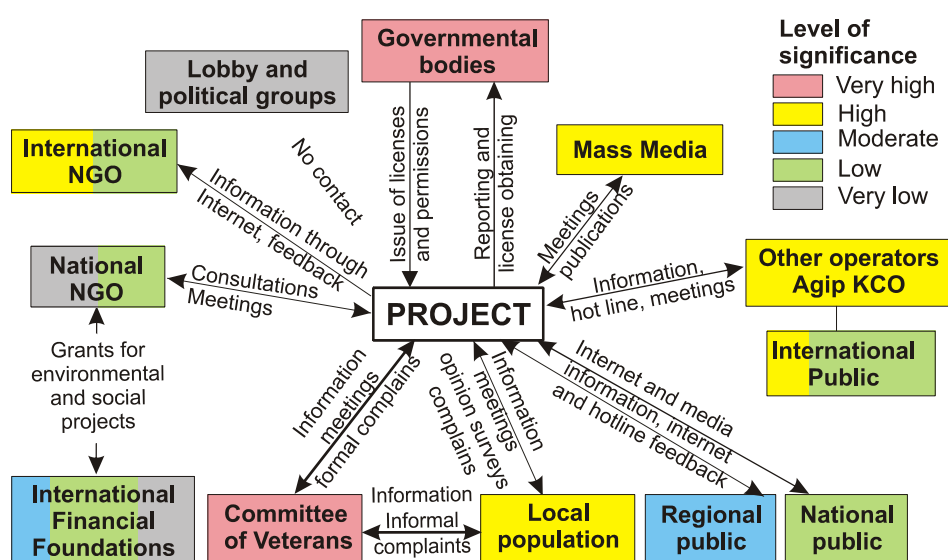 Governmental
bodies
Level of
significance
Very high
High
Moderate
Low
Very low
Lobby and
political groups
International
NGO
No contact
Issue of licenses
and permissions
Reporting and
license obtaining
Mass Media
Meetings
publications
Information through
Internet, feedback
National
NGO
Consultations
Meetings
PROJECT
Information,
hot line, meetings
Other operators
Agip KCO
International
Public
Grants for
environmental
and social
projects
Information
meetings
formal complains
Information
meetings
opinion surveys
complains
Internet and media
information, internet
and hotline feedback
International
Financial
Foundations
Committee
of Veterans
Information
Informal
complaints
Local
population
Regional
public
National
public